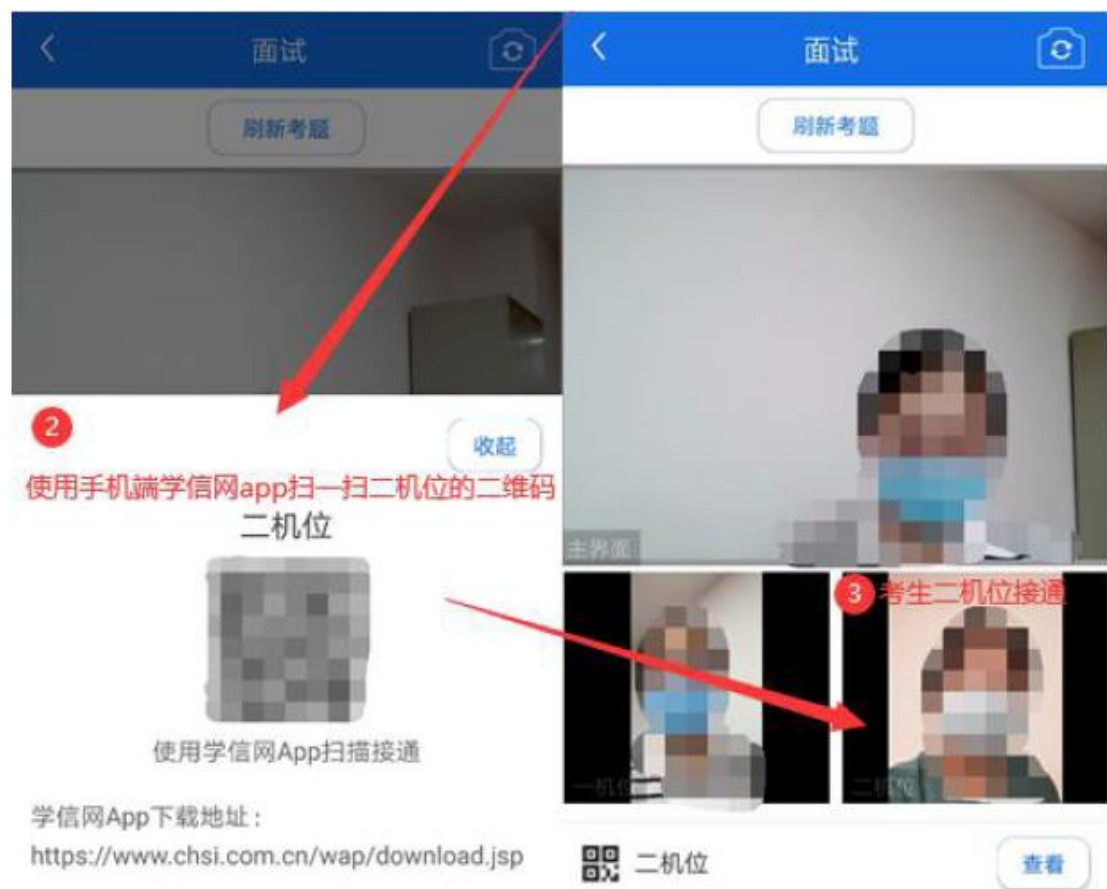 面试
刷新考题
2
收起
使用手机端学信网app扫一扫二机位的二维码
二机位
使用学信网App扫描接通
学信网App下载地址：
https://www.chsi.com.cn/wap/download.jsp
面试
刷新考题
主界面
3 考生二机位接通
一机位
二机位
二机位
查看